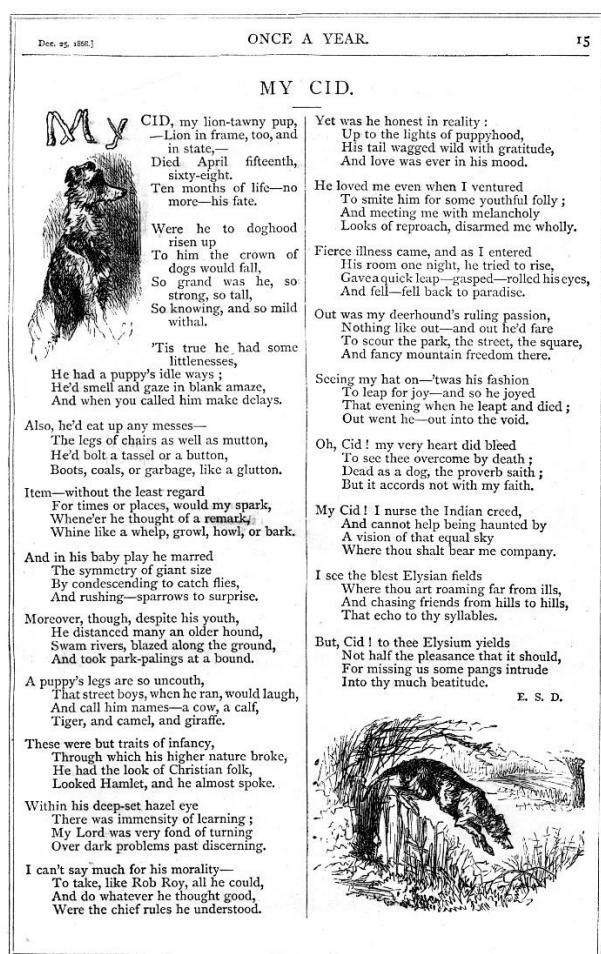 Dec. 25, 1868.]
ONCE A YEAR.
15
MY CID.
My
CID, my lion-tawny pup,
—Lion in frame, too, and
in state,—
Died April fifteenth,
sixty-eight.
Ten months of life—no
more—his fate.
Were he to doghood
risen up
To him the crown of
dogs would fall,
So grand was he, so
strong, so tall,
So knowing, and so mild
withal.
'Tis true he had some
littlenesses,
He had a puppy's idle ways ;
He'd smell and gaze in blank amaze,
And when you called him make delays.
Also, he'd eat up any messes—
The legs of chairs as well as mutton,
He'd bolt a tassel or a button,
Boots, coals, or garbage, like a glutton.
Item—without the least regard
For times or places, would my spark,
Whene'er he thought of a remark,
Whine like a whelp, growl, howl, or bark.
And in his baby play he marred
The symmetry of giant size
By condescending to catch flies,
And rushing—sparrows to surprise.
Moreover, though, despite his youth,
He distanced many an older hound,
Swam rivers, blazed along the ground,
And took park-palings at a bound.
A puppy's legs are so uncouth,
That street boys, when he ran, would laugh,
And call him names—a cow, a calf,
Tiger, and camel, and giraffe.
These were but traits of infancy,
Through which his higher nature broke,
He had the look of Christian folk,
Looked Hamlet, and he almost spoke.
Within his deep-set hazel eye
There was immensity of learning ;
My Lord was very fond of turning
Over dark problems past discerning.
I can't say much for his morality—
To take, like Rob Roy, all he could,
And do whatever he thought good,
Were the chief rules he understood.
Yet was he honest in reality :
Up to the lights of puppyhood,
His tail wagged wild with gratitude,
And love was ever in his mood.
He loved me even when I ventured
To smite him for some youthful folly ;
And meeting me with melancholy
Looks of reproach, disarmed me wholly.
Fierce illness came, and as I entered
His room one night, he tried to rise,
Gave a quick leap—gasped—rolled his eyes,
And fell—fell back to paradise.
Out was my deerhound's ruling passion,
Nothing like out—and out he'd fare
To scour the park, the street, the square,
And fancy mountain freedom there.
Seeing my hat on—'twas his fashion
To leap for joy—and so he joyed
That evening when he leapt and died ;
Out went he—out into the void.
Oh, Cid ! my very heart did bleed
To see thee overcome by death ;
Dead as a dog, the proverb saith ;
But it accords not with my faith.
My Cid ! I nurse the Indian creed,
And cannot help being haunted by
A vision of that equal sky
Where thou shalt bear me company.
I see the blest Elysian fields
Where thou art roaming far from ills,
And chasing friends from hills to hills,
That echo to thy syllables.
But, Cid ! to thee Elysium yields
Not half the pleasance that it should,
For missing us some pangs intrude
Into thy much beatitude.
E. S. D.